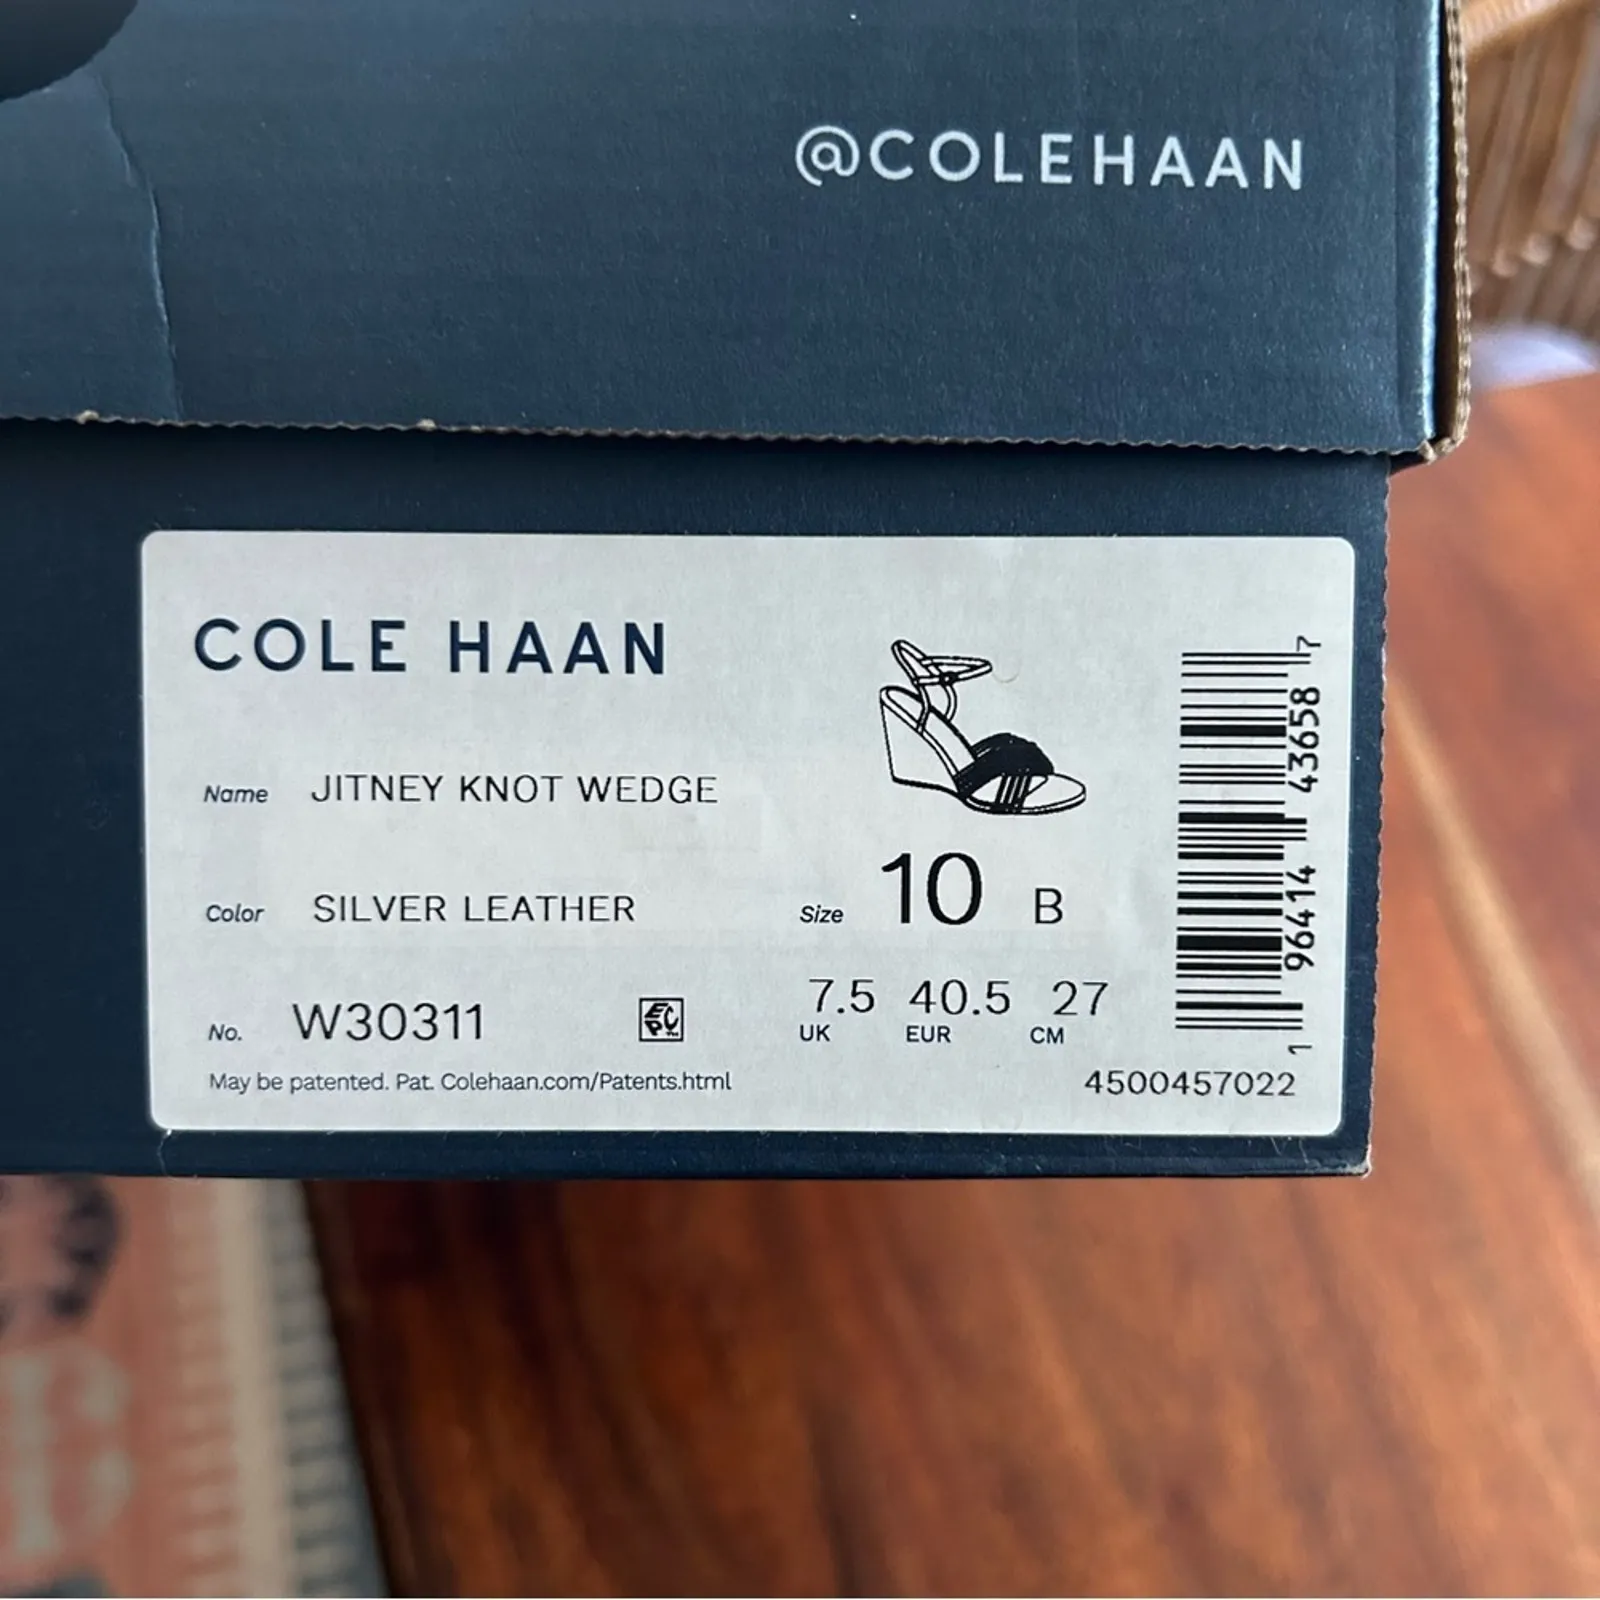 @COLEHAAN
COLE HAAN
Name JITNEY KNOT WEDGE
Color SILVER LEATHER
Size 10 B
No. W30311
EPC
7.5 40.5 27
UK EUR CM
May be patented. Pat. Colehaan.com/Patents.html
4500457022
1 96414 43658 7